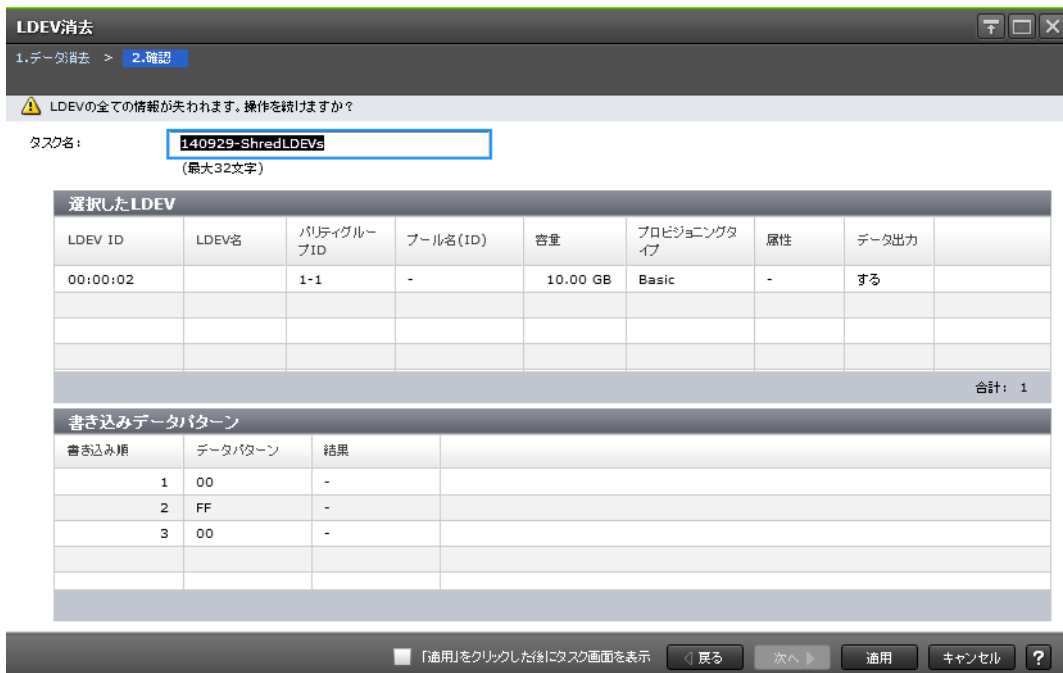 LDEV消去
1.データ消去 > 2.確認
LDEVの全ての情報が失われます。操作を続けますか？
タスク名： 140929-ShredLDEVs
(最大32文字)
選択したLDEV
LDEV ID LDEV名 パリティグループID プール名(ID) 容量 プロビジョニングタイプ 属性 データ出力
00:00:02 1-1 - 10.00 GB Basic - する
合計： 1
書き込みデータパターン
書き込み順 データパターン 結果
1 00 -
2 FF -
3 00 -
「適用」をクリックした後にタスク画面を表示 戻る 次へ 適用 キャンセル ?